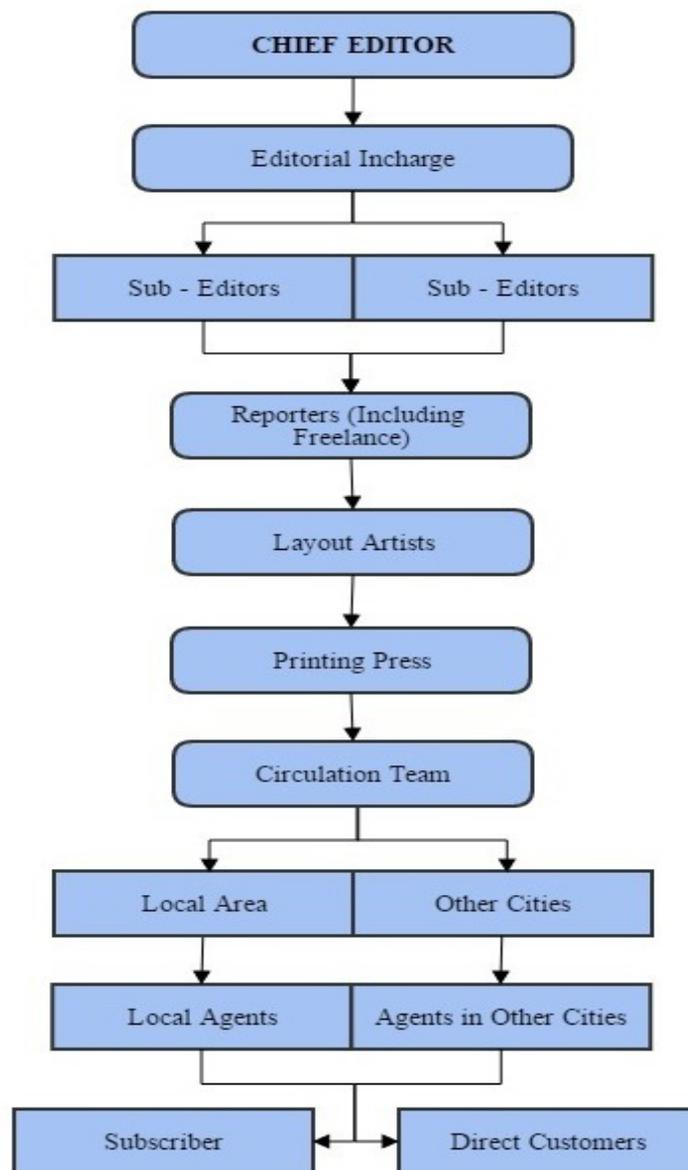 CHIEF EDITOR
Editorial Incharge
Sub - Editors
Sub - Editors
Reporters (Including
Freelance)
Layout Artists
Printing Press
Circulation Team
Local Area
Other Cities
Local Agents
Agents in Other Cities
Subscriber
Direct Customers